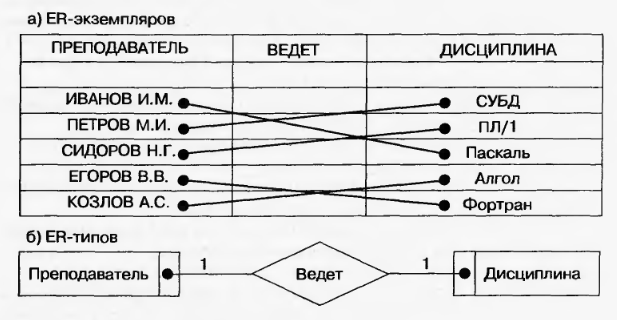 а) ER-экземпляров
ПРЕПОДАВАТЕЛЬ ВЕДЕТ ДИСЦИПЛИНА
ИВАНОВ И.М. СУБД
ПЕТРОВ М.И. ПЛ/1
СИДОРОВ Н.Г. Паскаль
ЕГОРОВ В.В. Алгол
КОЗЛОВ А.С. Фортран
б) ER-типов
Преподаватель 1 Ведет 1 Дисциплина